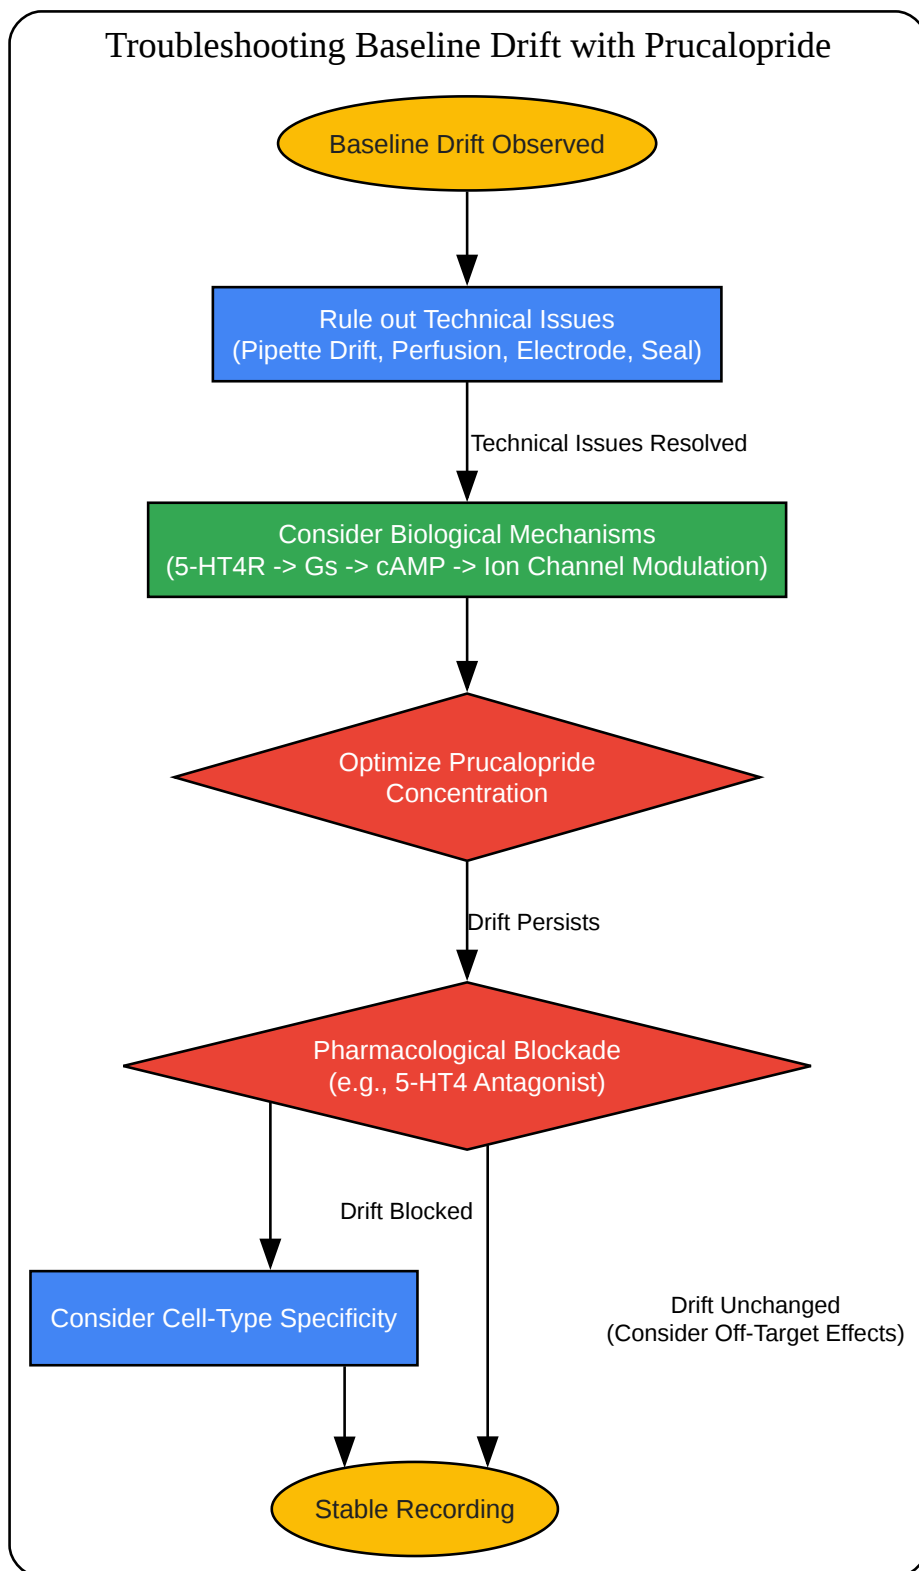 Troubleshooting Baseline Drift with Prucalopride
Baseline Drift Observed
Rule out Technical Issues
(Pipette Drift, Perfusion, Electrode, Seal)
Technical Issues Resolved
Consider Biological Mechanisms
(5-HT4R -> Gs -> cAMP -> Ion Channel Modulation)
Optimize Prucalopride
Concentration
Drift Persists
Pharmacological Blockade
(e.g., 5-HT4 Antagonist)
Drift Blocked
Consider Cell-Type Specificity
Drift Unchanged
(Consider Off-Target Effects)
Stable Recording